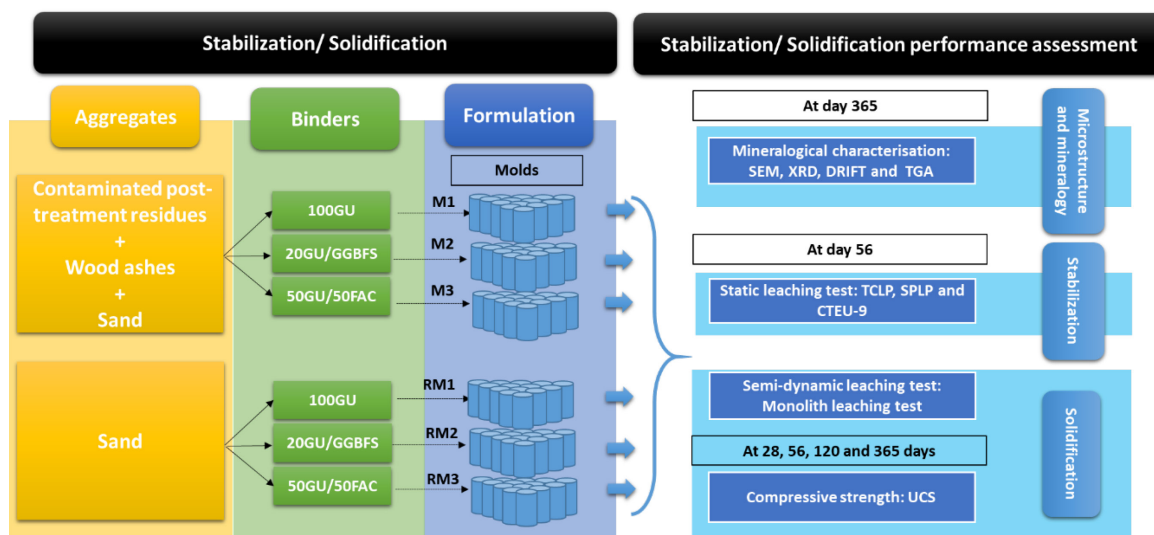 Stabilization/ Solidification
Stabilization/ Solidification performance assessment
Aggregates
Binders
Formulation
Contaminated post-
treatment residues
+
Wood ashes
+
Sand
100GU
20GU/GGBFS
50GU/50FAC
Molds
M1
M2
M3
Sand
100GU
20GU/GGBFS
50GU/50FAC
RM1
RM2
RM3
At day 365
Mineralogical characterisation:
SEM, XRD, DRIFT and TGA
Microstructure
and mineralogy
At day 56
Static leaching test: TCLP, SPLP and
CTEU-9
Stabilization
Semi-dynamic leaching test:
Monolith leaching test
At 28, 56, 120 and 365 days
Compressive strength: UCS
Solidification